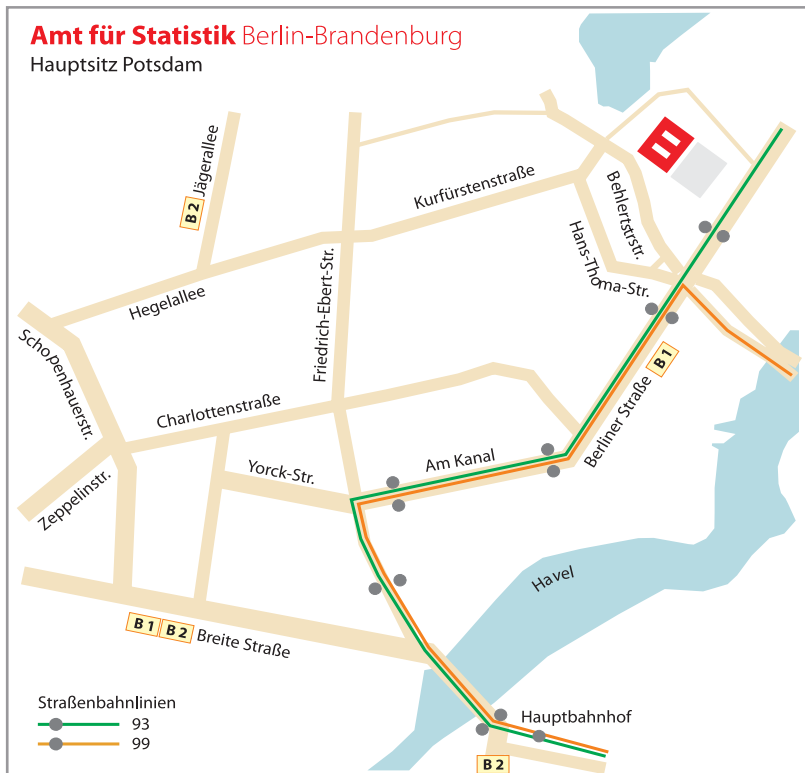 Amt für Statistik Berlin-Brandenburg
Hauptsitz Potsdam
B 2 Jägerallee
Kurfürstenstraße
Behlertstrstr.
Hans-Thoma-Str.
Hegelallee
Friedrich-Ebert-Str.
Schopenhauerstr.
Charlottenstraße
Berliner Straße B 1
Zeppelinstr.
Yorck-Str.
Am Kanal
Havel
B 1 B 2 Breite Straße
Straßenbahnlinien
93
99
Hauptbahnhof
B 2